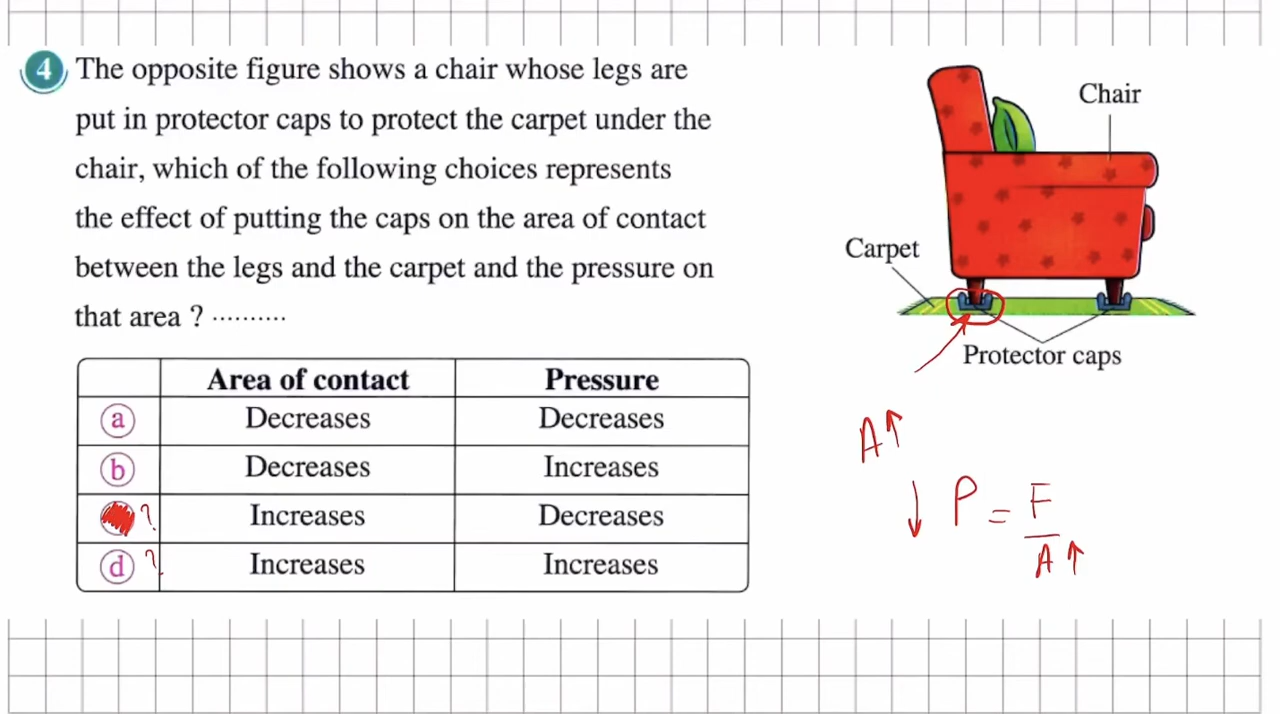 4 The opposite figure shows a chair whose legs are
put in protector caps to protect the carpet under the
chair, which of the following choices represents
the effect of putting the caps on the area of contact
between the legs and the carpet and the pressure on
that area ? ..........
Chair
Carpet
Protector caps
Area of contact Pressure
a Decreases Decreases
b Decreases Increases
? Increases Decreases
d ? Increases Increases
A↑
↓ P = F
A↑